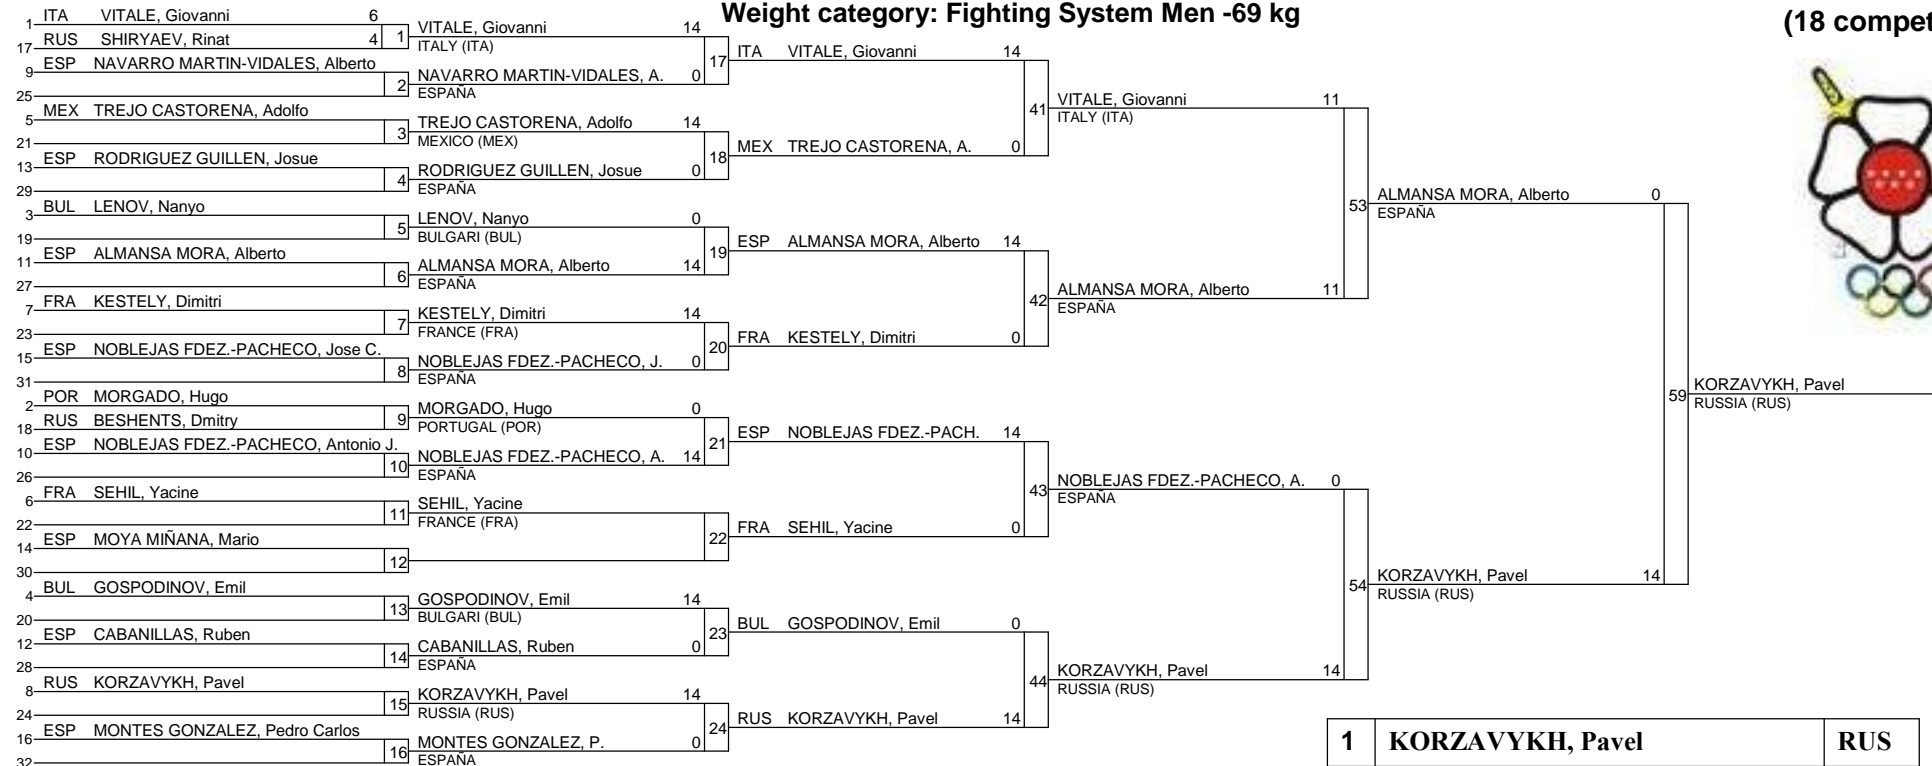 Weight category: Fighting System Men -69 kg
(18 compet
1 ITA VITALE, Giovanni 6
17 RUS SHIRYAEV, Rinat 4
9 ESP NAVARRO MARTIN-VIDALES, Alberto
25
5 MEX TREJO CASTORENA, Adolfo
21
13 ESP RODRIGUEZ GUILLEN, Josue
29
3 BUL LENOV, Nanyo
19
11 ESP ALMANSA MORA, Alberto
27
7 FRA KESTELY, Dimitri
23
15 ESP NOBLEJAS FDEZ.-PACHECO, Jose C.
31
2 POR MORGADO, Hugo
18 RUS BESHENTS, Dmitry
10 ESP NOBLEJAS FDEZ.-PACHECO, Antonio J.
26
6 FRA SEHIL, Yacine
22
14 ESP MOYA MIÑANA, Mario
30
4 BUL GOSPODINOV, Emil
20
12 ESP CABANILLAS, Ruben
28
8 RUS KORZAVYKH, Pavel
24
16 ESP MONTES GONZALEZ, Pedro Carlos
32
1 VITALE, Giovanni 14
ITALY (ITA)
2 NAVARRO MARTIN-VIDALES, A. 0
ESPAÑA
3 TREJO CASTORENA, Adolfo 14
MEXICO (MEX)
4 RODRIGUEZ GUILLEN, Josue 0
ESPAÑA
5 LENOV, Nanyo 0
BULGARI (BUL)
6 ALMANSA MORA, Alberto 14
ESPAÑA
7 KESTELY, Dimitri 14
FRANCE (FRA)
8 NOBLEJAS FDEZ.-PACHECO, J. 0
ESPAÑA
9 MORGADO, Hugo 0
PORTUGAL (POR)
10 NOBLEJAS FDEZ.-PACHECO, A. 14
ESPAÑA
11 SEHIL, Yacine
FRANCE (FRA)
12
13 GOSPODINOV, Emil 14
BULGARI (BUL)
14 CABANILLAS, Ruben 0
ESPAÑA
15 KORZAVYKH, Pavel 14
RUSSIA (RUS)
16 MONTES GONZALEZ, P. 0
ESPAÑA
17 ITA VITALE, Giovanni 14
18 MEX TREJO CASTORENA, A. 0
19 ESP ALMANSA MORA, Alberto 14
20 FRA KESTELY, Dimitri 0
21 ESP NOBLEJAS FDEZ.-PACH. 14
22 FRA SEHIL, Yacine 0
23 BUL GOSPODINOV, Emil 0
24 RUS KORZAVYKH, Pavel 14
41 VITALE, Giovanni 11
ITALY (ITA)
42 ALMANSA MORA, Alberto 11
ESPAÑA
43 NOBLEJAS FDEZ.-PACHECO, A. 0
ESPAÑA
44 KORZAVYKH, Pavel 14
RUSSIA (RUS)
53 ALMANSA MORA, Alberto 0
ESPAÑA
54 KORZAVYKH, Pavel 14
RUSSIA (RUS)
59 KORZAVYKH, Pavel
RUSSIA (RUS)
1 KORZAVYKH, Pavel RUS